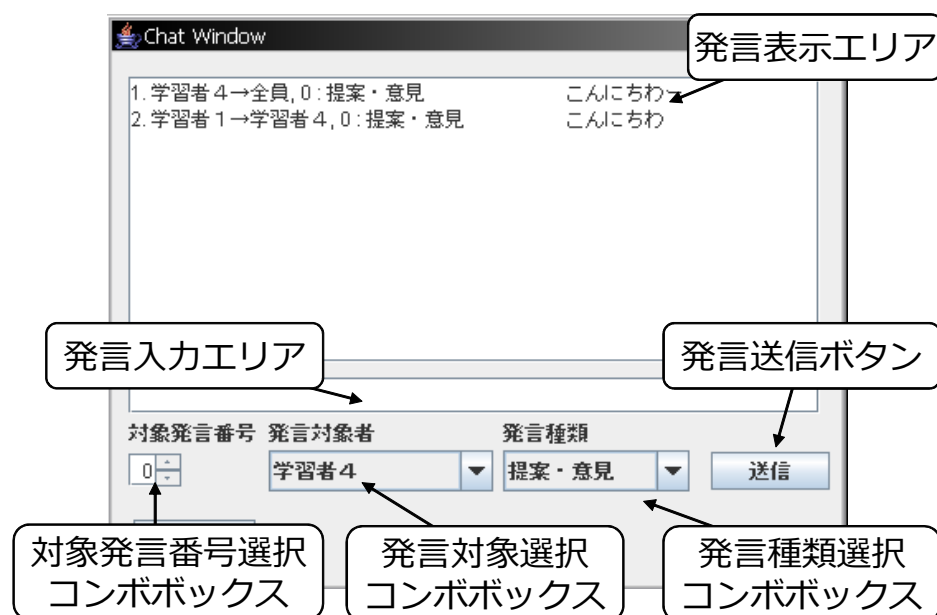 Chat Window
発言表示エリア
1. 学習者４→全員, 0 : 提案・意見 こんにちわー
2. 学習者１→学習者４, 0 : 提案・意見 こんにちわ
発言入力エリア
発言送信ボタン
対象発言番号 発言対象者 発言種類
0 学習者４ 提案・意見 送信
対象発言番号選択
コンボボックス
発言対象選択
コンボボックス
発言種類選択
コンボボックス